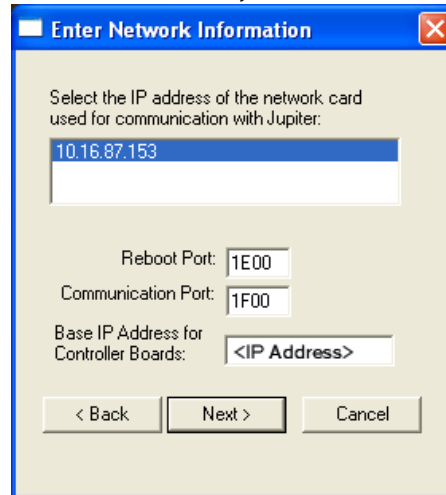 Enter Network Information
Select the IP address of the network card
used for communication with Jupiter:
10.16.87.153
Reboot Port: 1E00
Communication Port: 1F00
Base IP Address for
Controller Boards: <IP Address>
< Back Next > Cancel